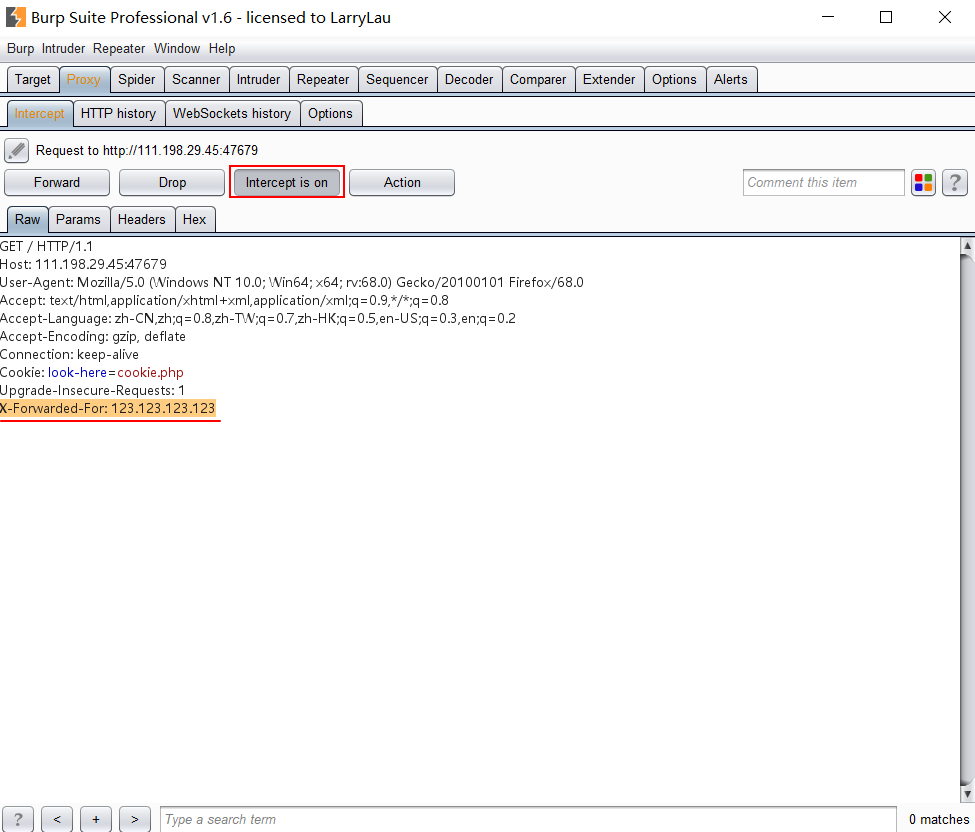 Burp Suite Professional v1.6 - licensed to LarryLau
Burp Intruder Repeater Window Help
Target Proxy Spider Scanner Intruder Repeater Sequencer Decoder Comparer Extender Options Alerts
Intercept HTTP history WebSockets history Options
Request to http://111.198.29.45:47679
Forward Drop Intercept is on Action Comment this item ?
Raw Params Headers Hex
GET / HTTP/1.1
Host: 111.198.29.45:47679
User-Agent: Mozilla/5.0 (Windows NT 10.0; Win64; x64; rv:68.0) Gecko/20100101 Firefox/68.0
Accept: text/html,application/xhtml+xml,application/xml;q=0.9,*/*;q=0.8
Accept-Language: zh-CN,zh;q=0.8,zh-TW;q=0.7,zh-HK;q=0.5,en-US;q=0.3,en;q=0.2
Accept-Encoding: gzip, deflate
Connection: keep-alive
Cookie: look-here=cookie.php
Upgrade-Insecure-Requests: 1
X-Forwarded-For: 123.123.123.123
? < + > Type a search term 0 matches